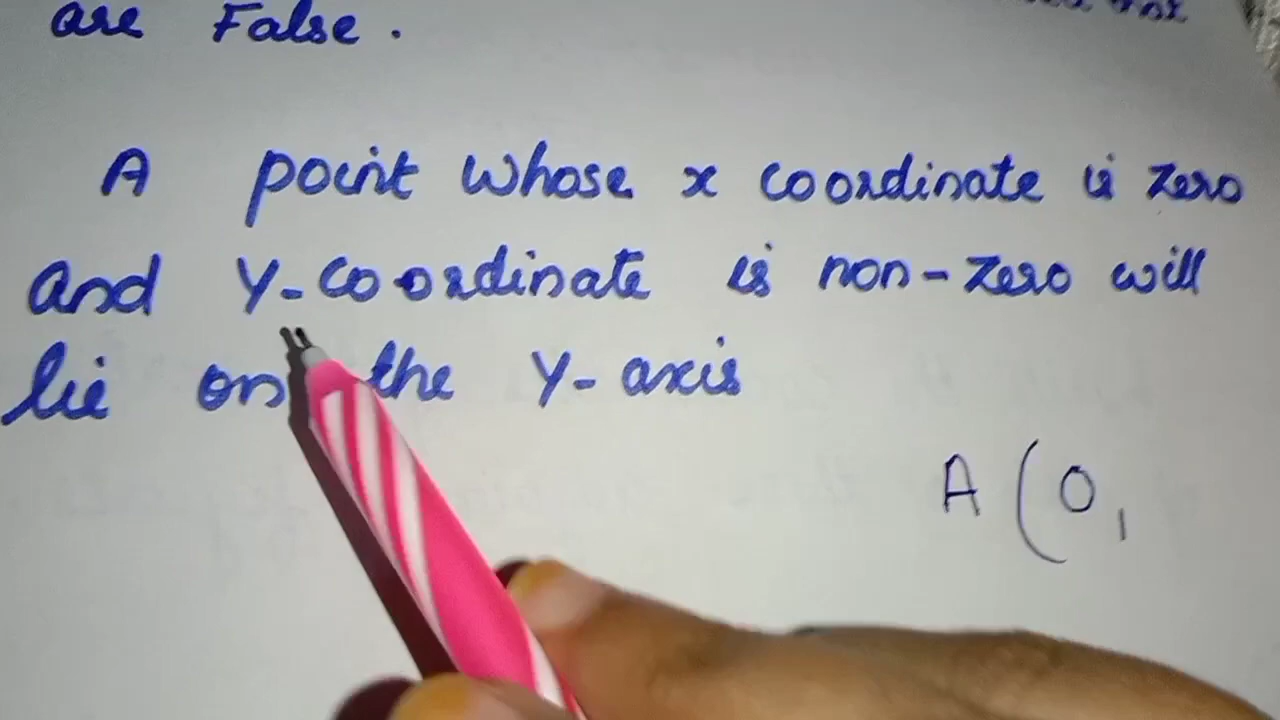 are False.
A point whose x coordinate is zero
and Y-coordinate is non-zero will
lie on the Y-axis
A (0,